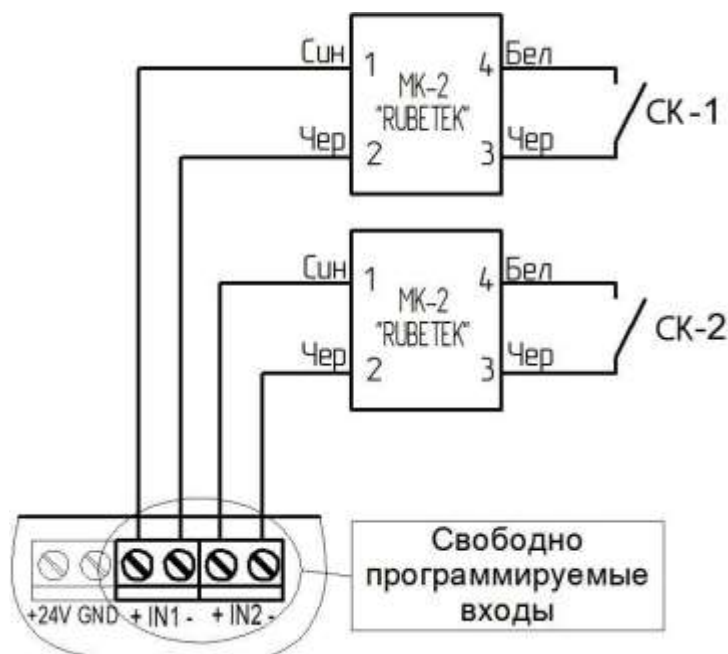 Син 1 4 Бел
МК-2
"RUBETEK"
СК-1
Чер 2 3 Чер
Син 1 4 Бел
МК-2
"RUBETEK"
СК-2
Чер 2 3 Чер
Свободно
программируемые
входы
+24V GND + IN1 - + IN2 -